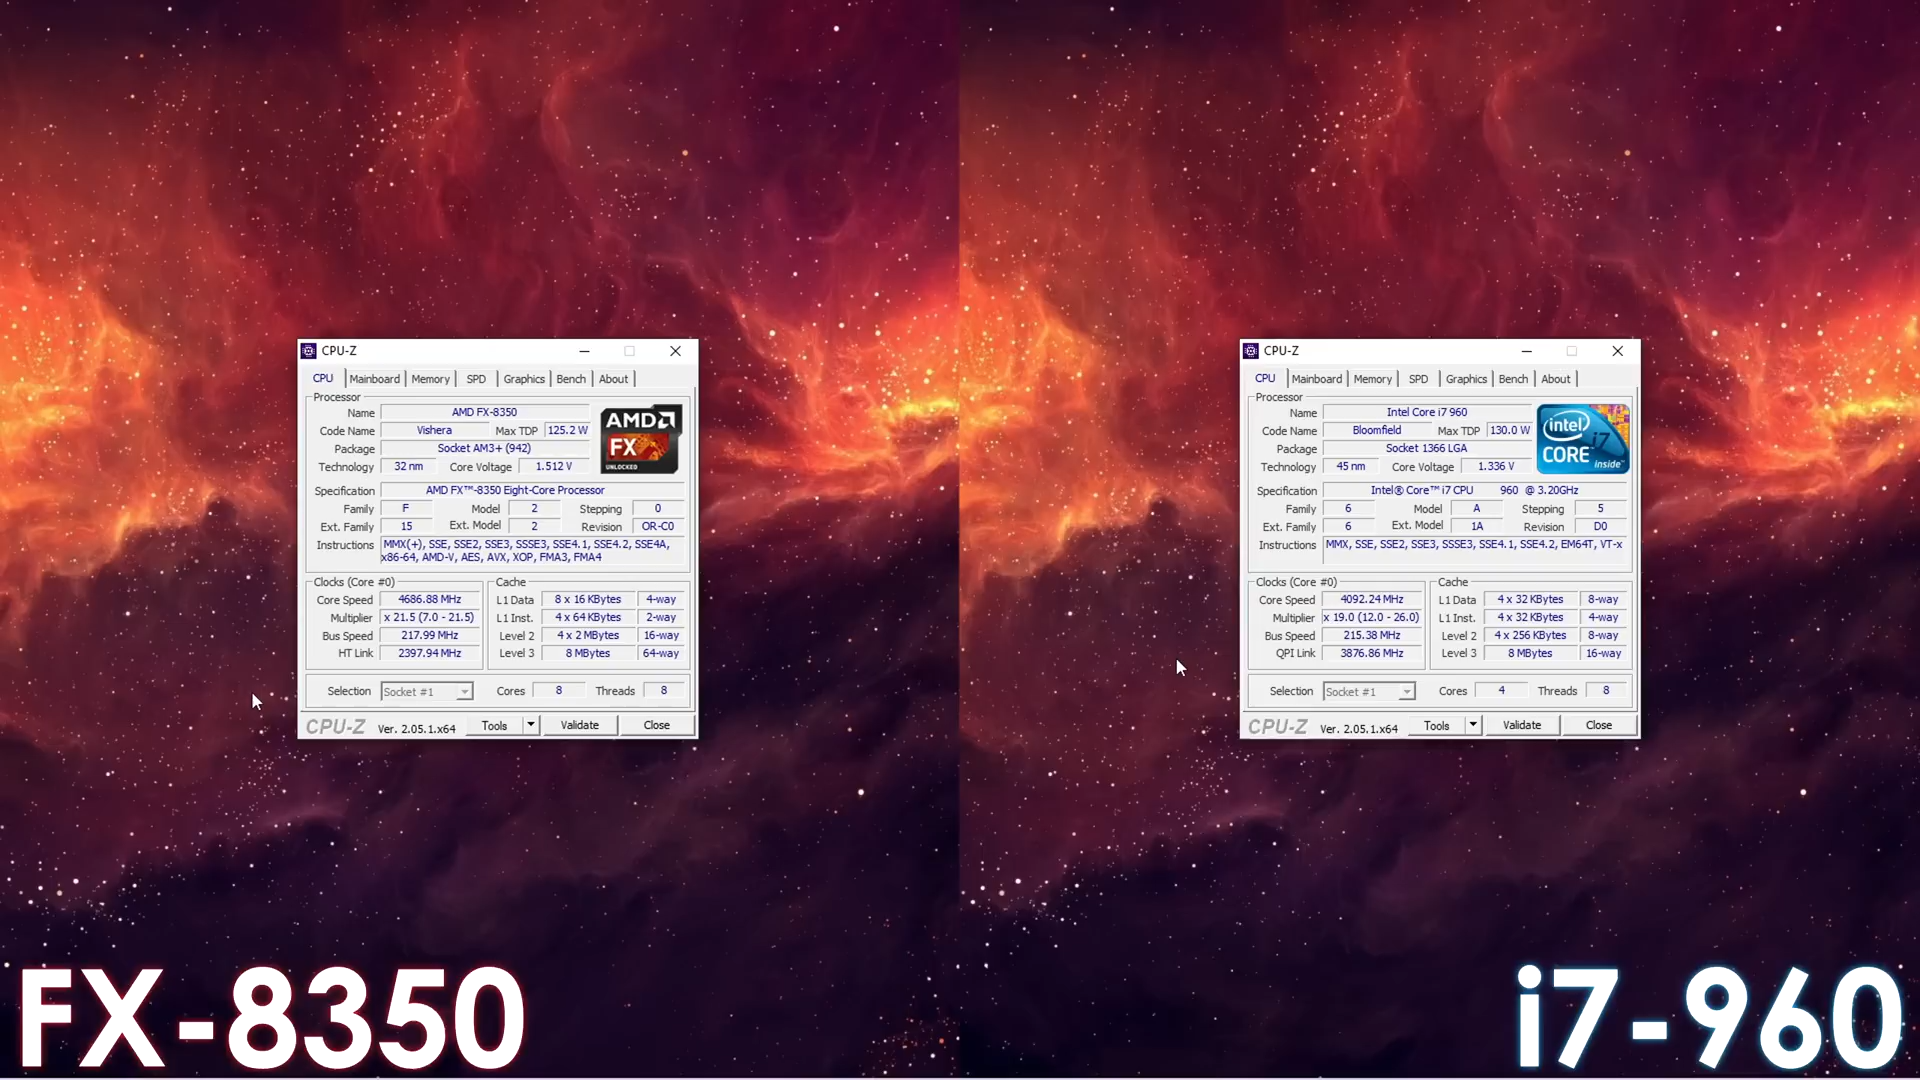 CPU-Z
CPU Mainboard Memory SPD Graphics Bench About
Processor
Name AMD FX-8350
Code Name Vishera Max TDP 125.2 W
Package Socket AM3+ (942)
Technology 32 nm Core Voltage 1.512 V
AMD
FX
UNLOCKED
Specification AMD FX™-8350 Eight-Core Processor
Family F Model 2 Stepping 0
Ext. Family 15 Ext. Model 2 Revision OR-C0
Instructions MMX(+), SSE, SSE2, SSE3, SSSE3, SSE4.1, SSE4.2, SSE4A,
x86-64, AMD-V, AES, AVX, XOP, FMA3, FMA4
Clocks (Core #0)
Core Speed 4686.88 MHz
Multiplier x 21.5 (7.0 - 21.5)
Bus Speed 217.99 MHz
HT Link 2397.94 MHz
Cache
L1 Data 8 x 16 KBytes 4-way
L1 Inst. 4 x 64 KBytes 2-way
Level 2 4 x 2 MBytes 16-way
Level 3 8 MBytes 64-way
Selection Socket #1 Cores 8 Threads 8
CPU-Z Ver. 2.05.1.x64 Tools Validate Close
FX-8350
CPU-Z
CPU Mainboard Memory SPD Graphics Bench About
Processor
Name Intel Core i7 960
Code Name Bloomfield Max TDP 130.0 W
Package Socket 1366 LGA
Technology 45 nm Core Voltage 1.336 V
intel
i7
CORE
inside™
Specification Intel® Core™ i7 CPU 960 @ 3.20GHz
Family 6 Model A Stepping 5
Ext. Family 6 Ext. Model 1A Revision D0
Instructions MMX, SSE, SSE2, SSE3, SSSE3, SSE4.1, SSE4.2, EM64T, VT-x
Clocks (Core #0)
Core Speed 4092.24 MHz
Multiplier x 19.0 (12.0 - 26.0)
Bus Speed 215.38 MHz
QPI Link 3876.86 MHz
Cache
L1 Data 4 x 32 KBytes 8-way
L1 Inst. 4 x 32 KBytes 4-way
Level 2 4 x 256 KBytes 8-way
Level 3 8 MBytes 16-way
Selection Socket #1 Cores 4 Threads 8
CPU-Z Ver. 2.05.1.x64 Tools Validate Close
i7-960